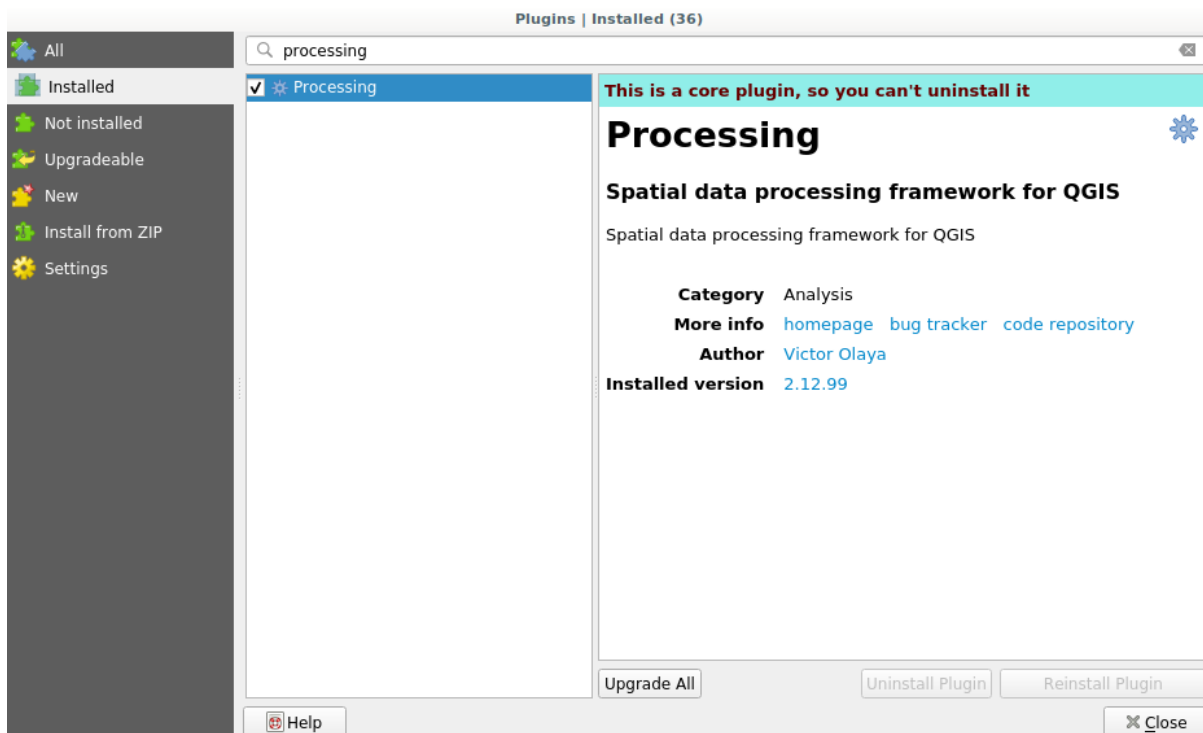 Plugins | Installed (36)
All
Installed
Not installed
Upgradeable
New
Install from ZIP
Settings
processing
Processing
This is a core plugin, so you can't uninstall it
Processing
Spatial data processing framework for QGIS
Spatial data processing framework for QGIS
Category Analysis
More info homepage bug tracker code repository
Author Victor Olaya
Installed version 2.12.99
Upgrade All Uninstall Plugin Reinstall Plugin
Help Close